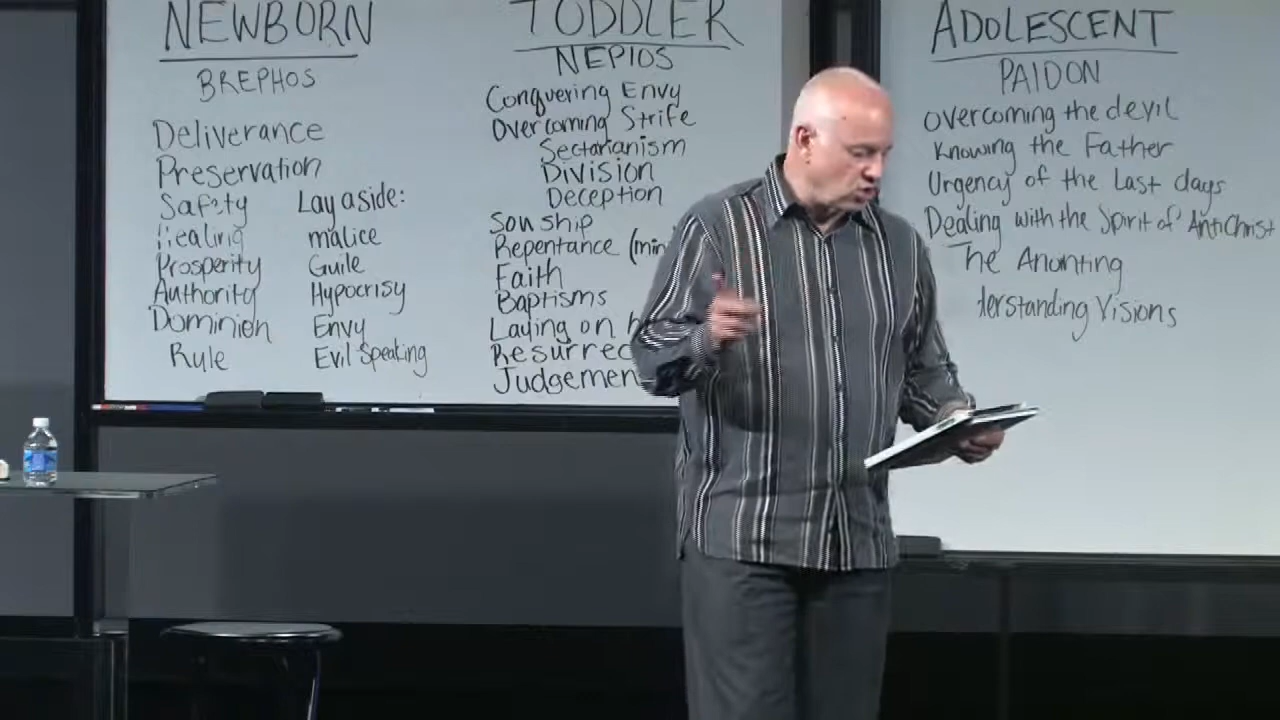 NEWBORN
BREPHOS
Deliverance
Preservation
Safety
Healing
Prosperity
Authority
Dominion
Rule
Lay aside:
malice
Guile
Hypocrisy
Envy
Evil Speaking
TODDLER
NEPIOS
Conquering Envy
Overcoming Strife
Sectarianism
Division
Deception
Sonship
Repentance (min
Faith
Baptisms
Laying on h
Resurrec
Judgemen
ADOLESCENT
PAIDON
Overcoming the devil
Knowing the Father
Urgency of the Last days
Dealing with the Spirit of AntiChrist
The Anointing
derstanding Visions